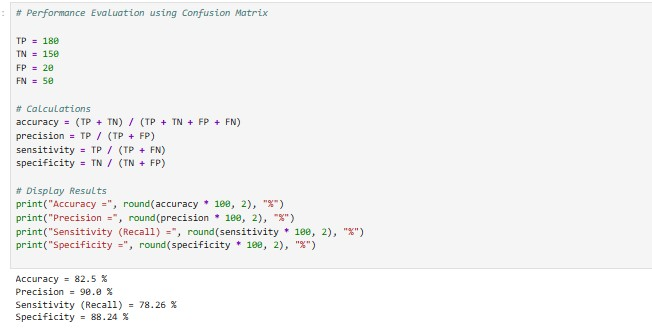 # Performance Evaluation using Confusion Matrix
TP = 180
TN = 150
FP = 20
FN = 50
# Calculations
accuracy = (TP + TN) / (TP + TN + FP + FN)
precision = TP / (TP + FP)
sensitivity = TP / (TP + FN)
specificity = TN / (TN + FP)
# Display Results
print("Accuracy =", round(accuracy * 100, 2), "%")
print("Precision =", round(precision * 100, 2), "%")
print("Sensitivity (Recall) =", round(sensitivity * 100, 2), "%")
print("Specificity =", round(specificity * 100, 2), "%")
Accuracy = 82.5 %
Precision = 90.0 %
Sensitivity (Recall) = 78.26 %
Specificity = 88.24 %